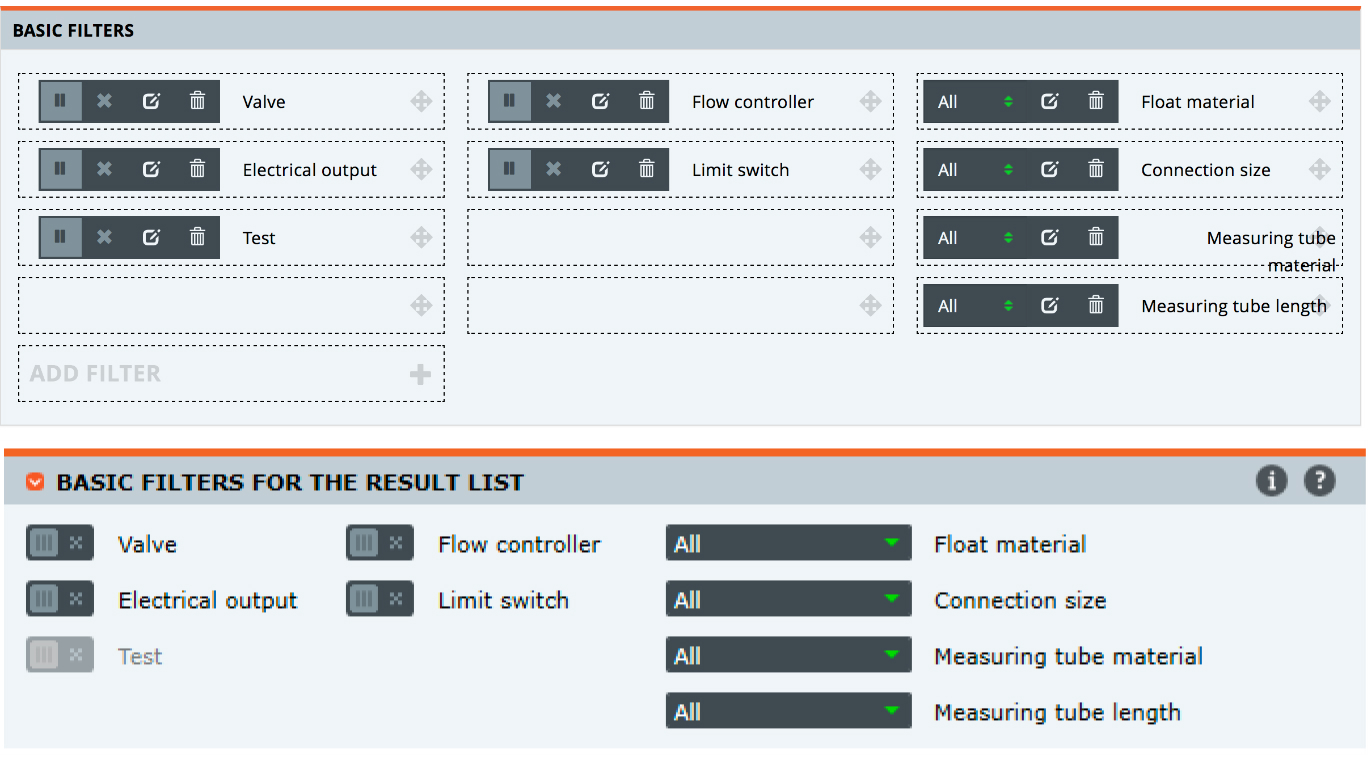 BASIC FILTERS
Valve
Flow controller
All
Float material
Electrical output
Limit switch
All
Connection size
Test
All
Measuring tube
material
All
Measuring tube length
ADD FILTER
BASIC FILTERS FOR THE RESULT LIST
Valve
Flow controller
All
Float material
Electrical output
Limit switch
All
Connection size
Test
All
Measuring tube material
All
Measuring tube length